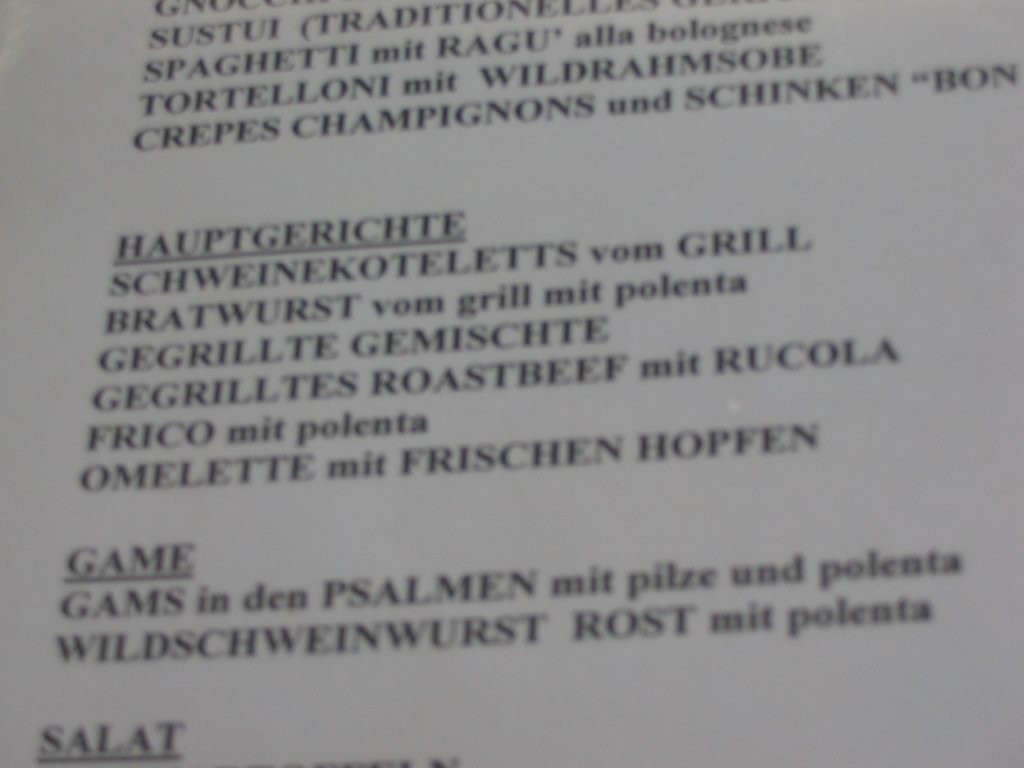 SUSTUI (TRADITIONELLES
SPAGHETTI mit RAGU' alla bolognese
TORTELLONI mit WILDRAHMSOBE
CREPES CHAMPIGNONS und SCHINKEN “BON
HAUPTGERICHTE
SCHWEINEKOTELETTS vom GRILL
BRATWURST vom grill mit polenta
GEGRILLTE GEMISCHTE
GEGRILLTES ROASTBEEF mit RUCOLA
FRICO mit polenta
OMELETTE mit FRISCHEN HOPFEN
GAME
GAMS in den PSALMEN mit pilze und polenta
WILDSCHWEINWURST ROST mit polenta
SALAT